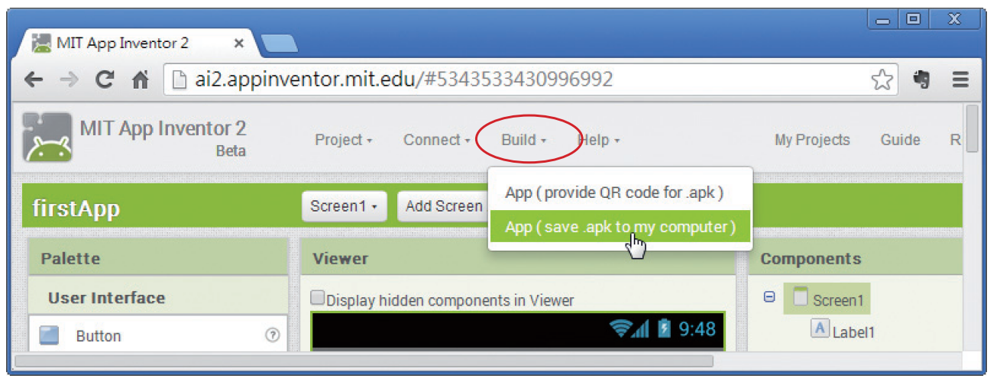 MIT App Inventor 2
ai2.appinventor.mit.edu/#5343533430996992
MIT App Inventor 2
Beta
Project
Connect
Build
Help
My Projects
Guide
R
App ( provide QR code for .apk )
App ( save .apk to my computer )
firstApp
Screen1
Add Screen
Palette
Viewer
Components
User Interface
Display hidden components in Viewer
Screen1
Button
?
9:48
A Label1